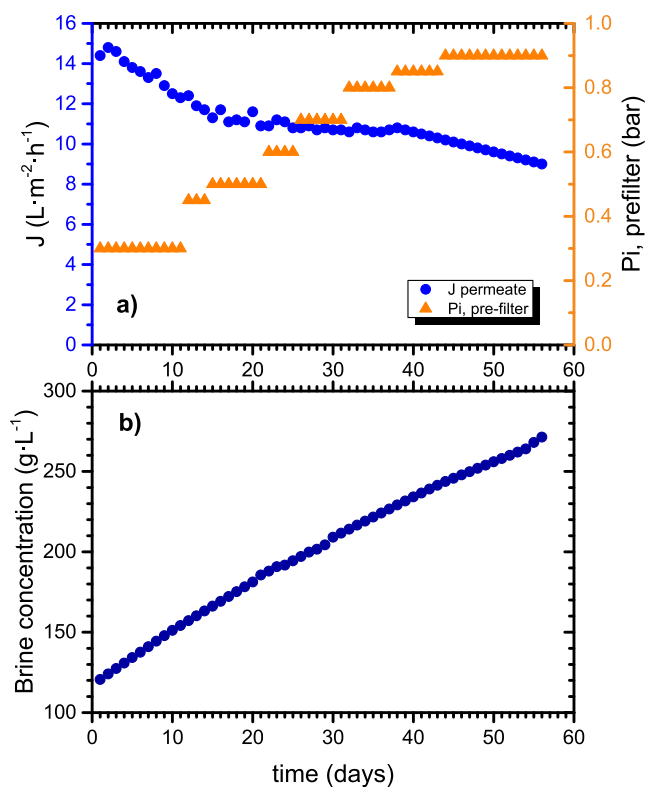 16
14
12
10
8
6
4
2
0
J (L·m⁻²·h⁻¹)
1.0
0.8
0.6
0.4
0.2
0.0
Pi, prefilter (bar)
a)
J permeate
Pi, pre-filter
0 10 20 30 40 50 60
300
250
200
150
100
Brine concentration (g·L⁻¹)
b)
0 10 20 30 40 50 60
time (days)